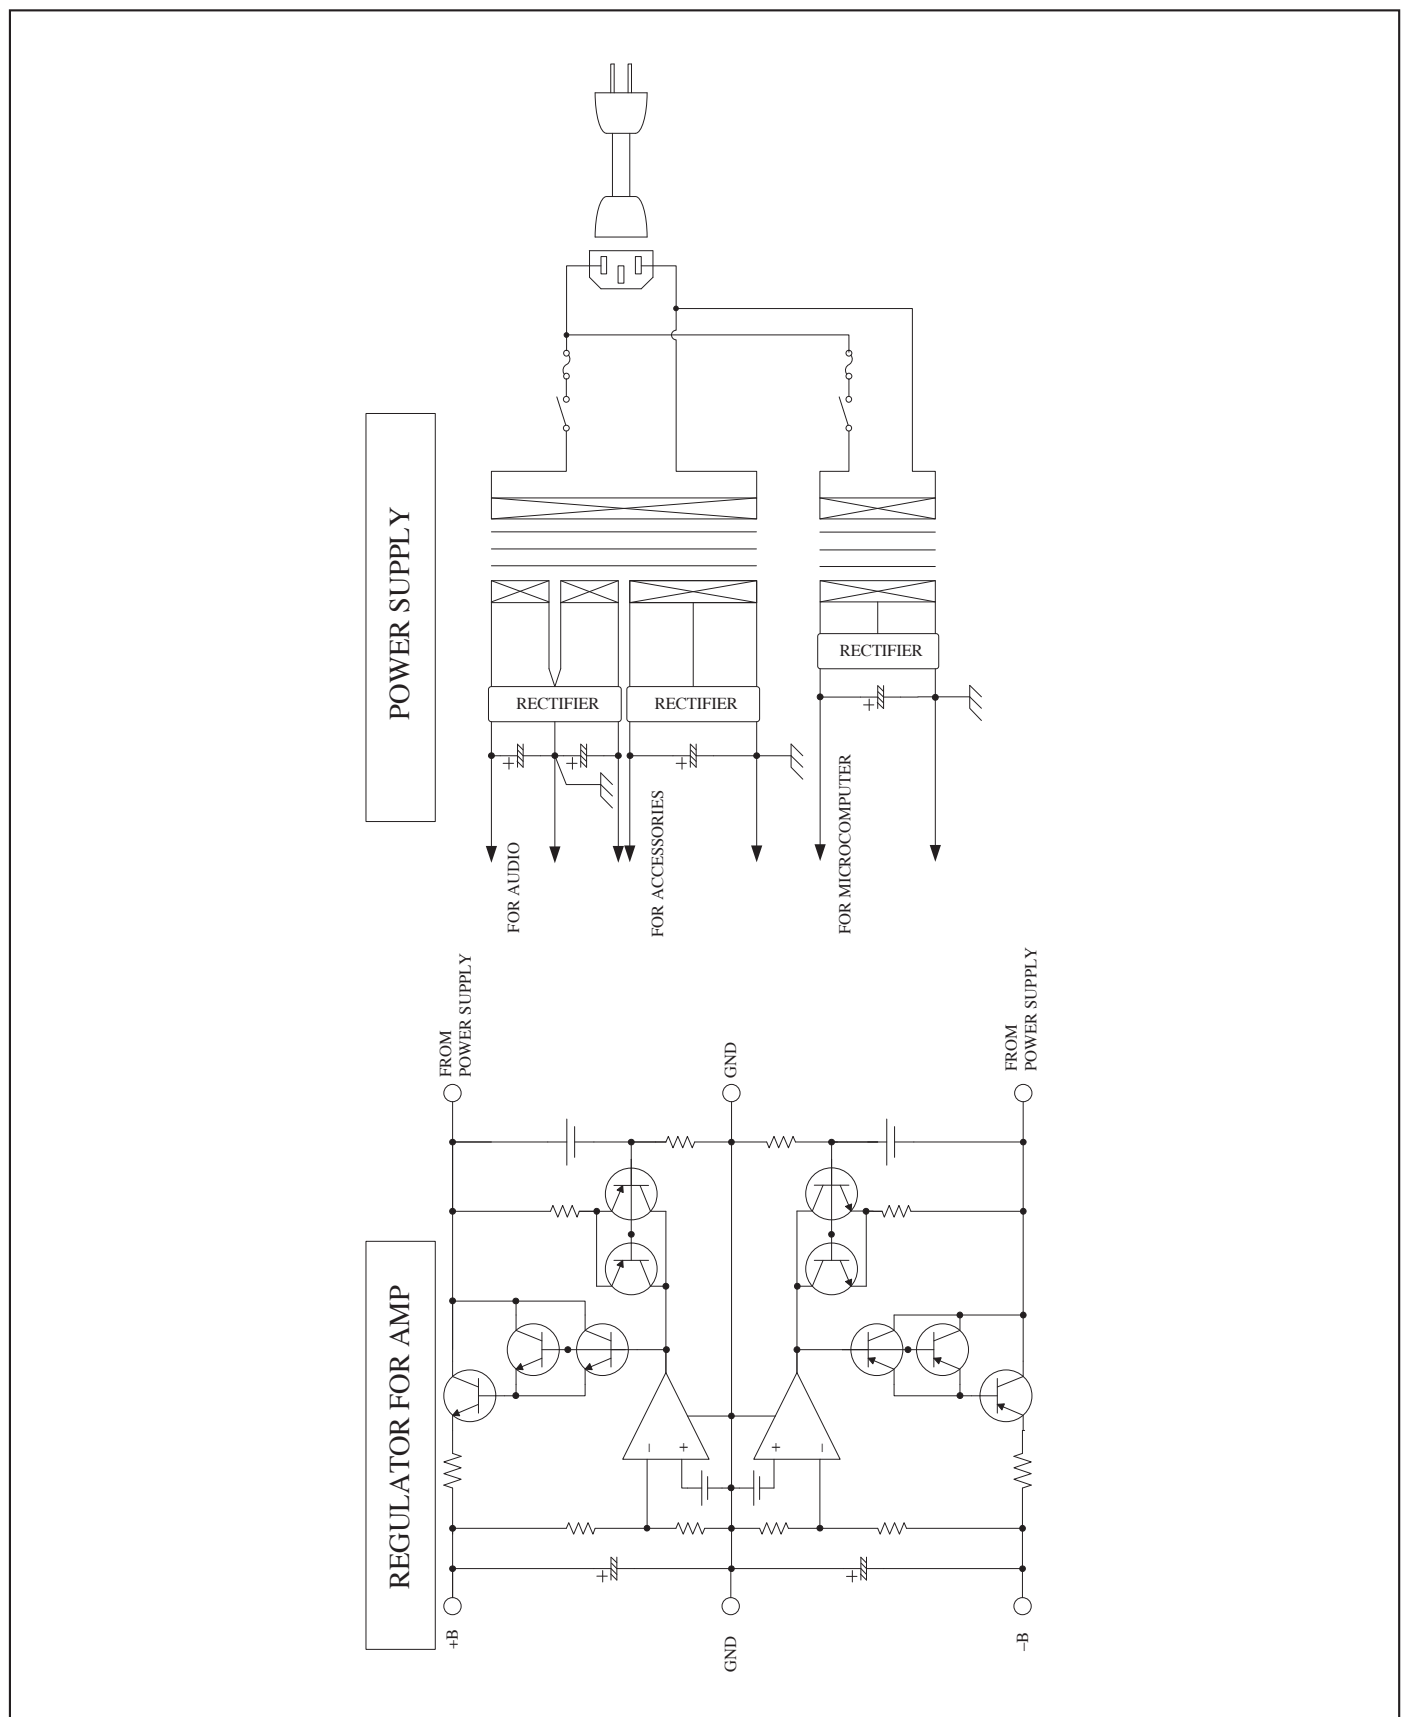 POWER SUPPLY
RECTIFIER
RECTIFIER
RECTIFIER
+
+
+
+
FOR AUDIO
FOR ACCESSORIES
FOR MICROCOMPUTER
REGULATOR FOR AMP
FROM
POWER SUPPLY
GND
FROM
POWER SUPPLY
−
+
+
−
+
+
+B
GND
−B